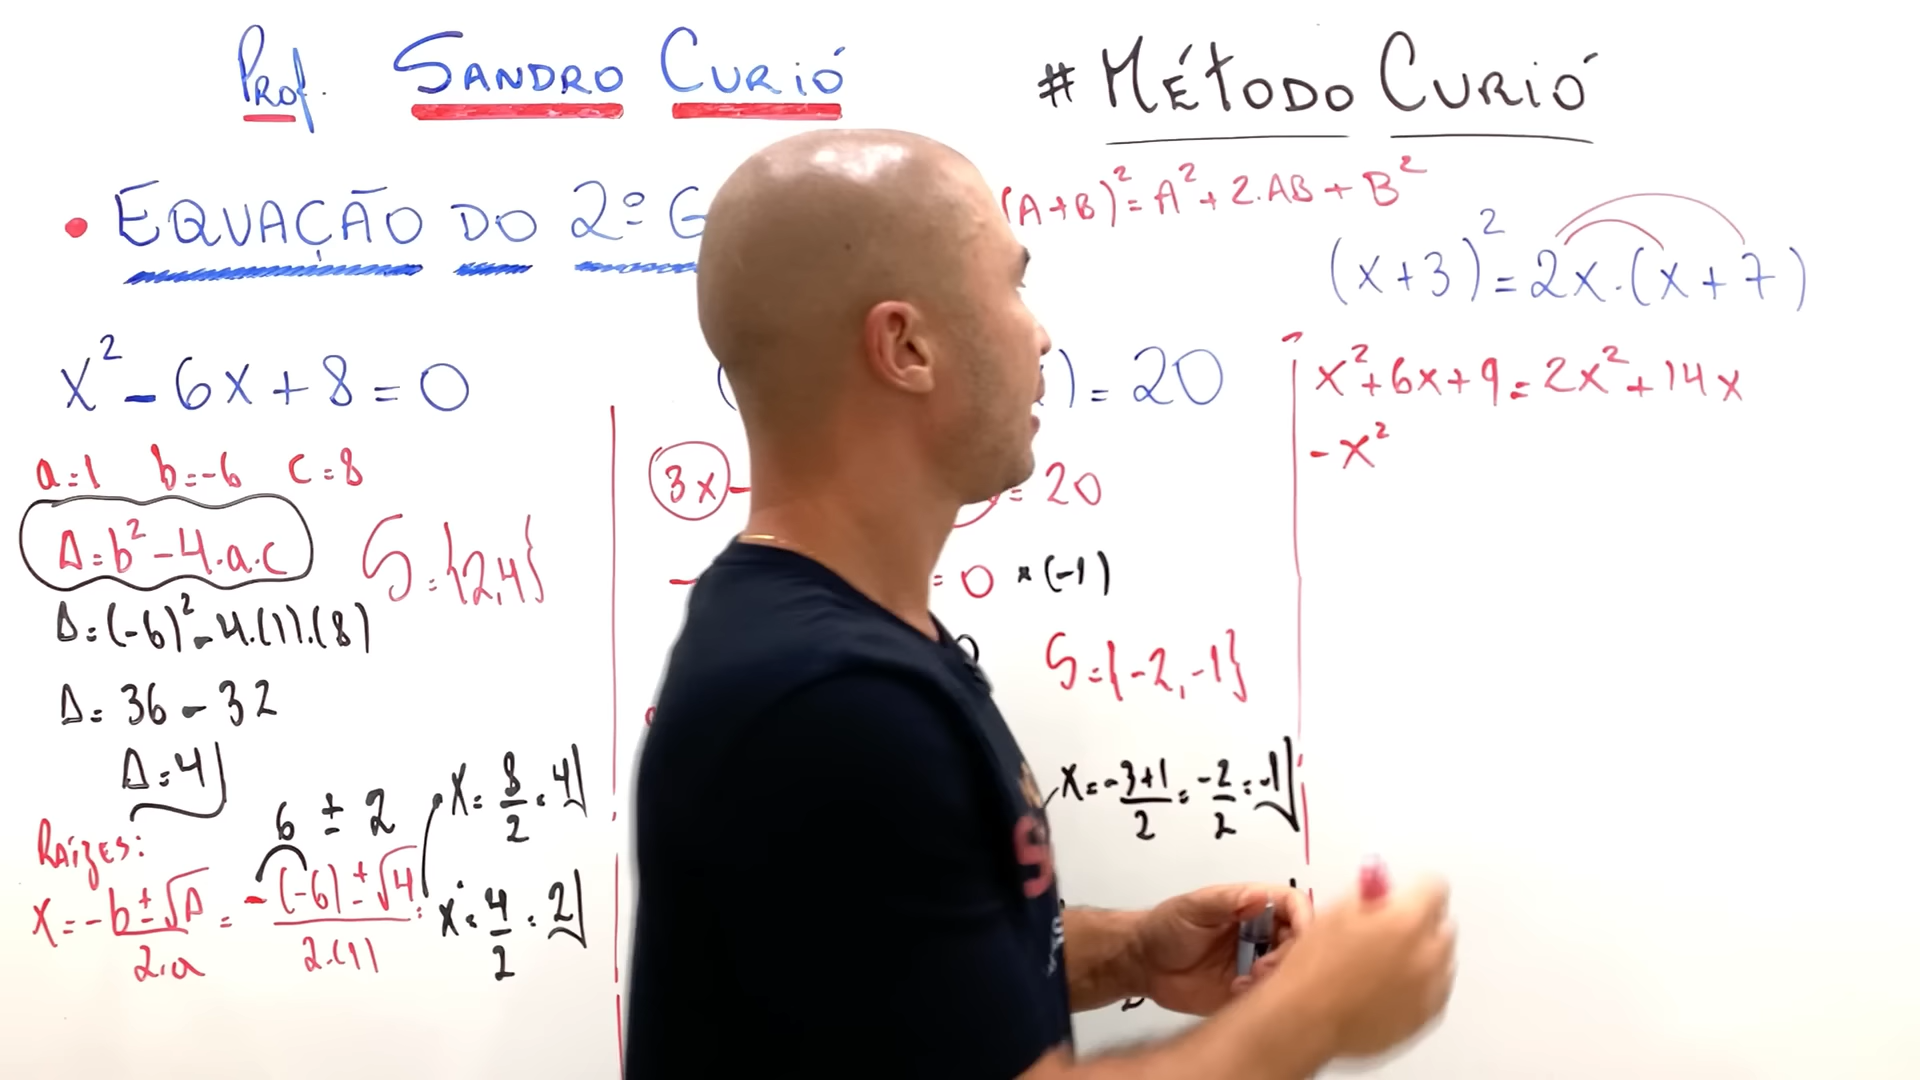 Prof. SANDRO CURIÓ
# MÉTODO CURIÓ
• EQUAÇÃO DO 2º G
(A+B)²=A²+2.AB+B²
(x+3)²=2x.(x+7)
x²-6x+8=0
a=1 b=-6 c=8
Δ=b²-4.a.c
S={2,4}
Δ=(-6)²-4.(1).(8)
Δ=36-32
Δ=4
RAÍZES:
x=-b±√Δ/2.a = -(-6)±√4/2.(1) =
6 ± 2
x=8/2=4
x=4/2=2
)=20
3x-
=20
=0 ×(-1)
S={-2,-1}
x=-3+1/2=-2/2=-1
x²+6x+9=2x²+14x
-x²